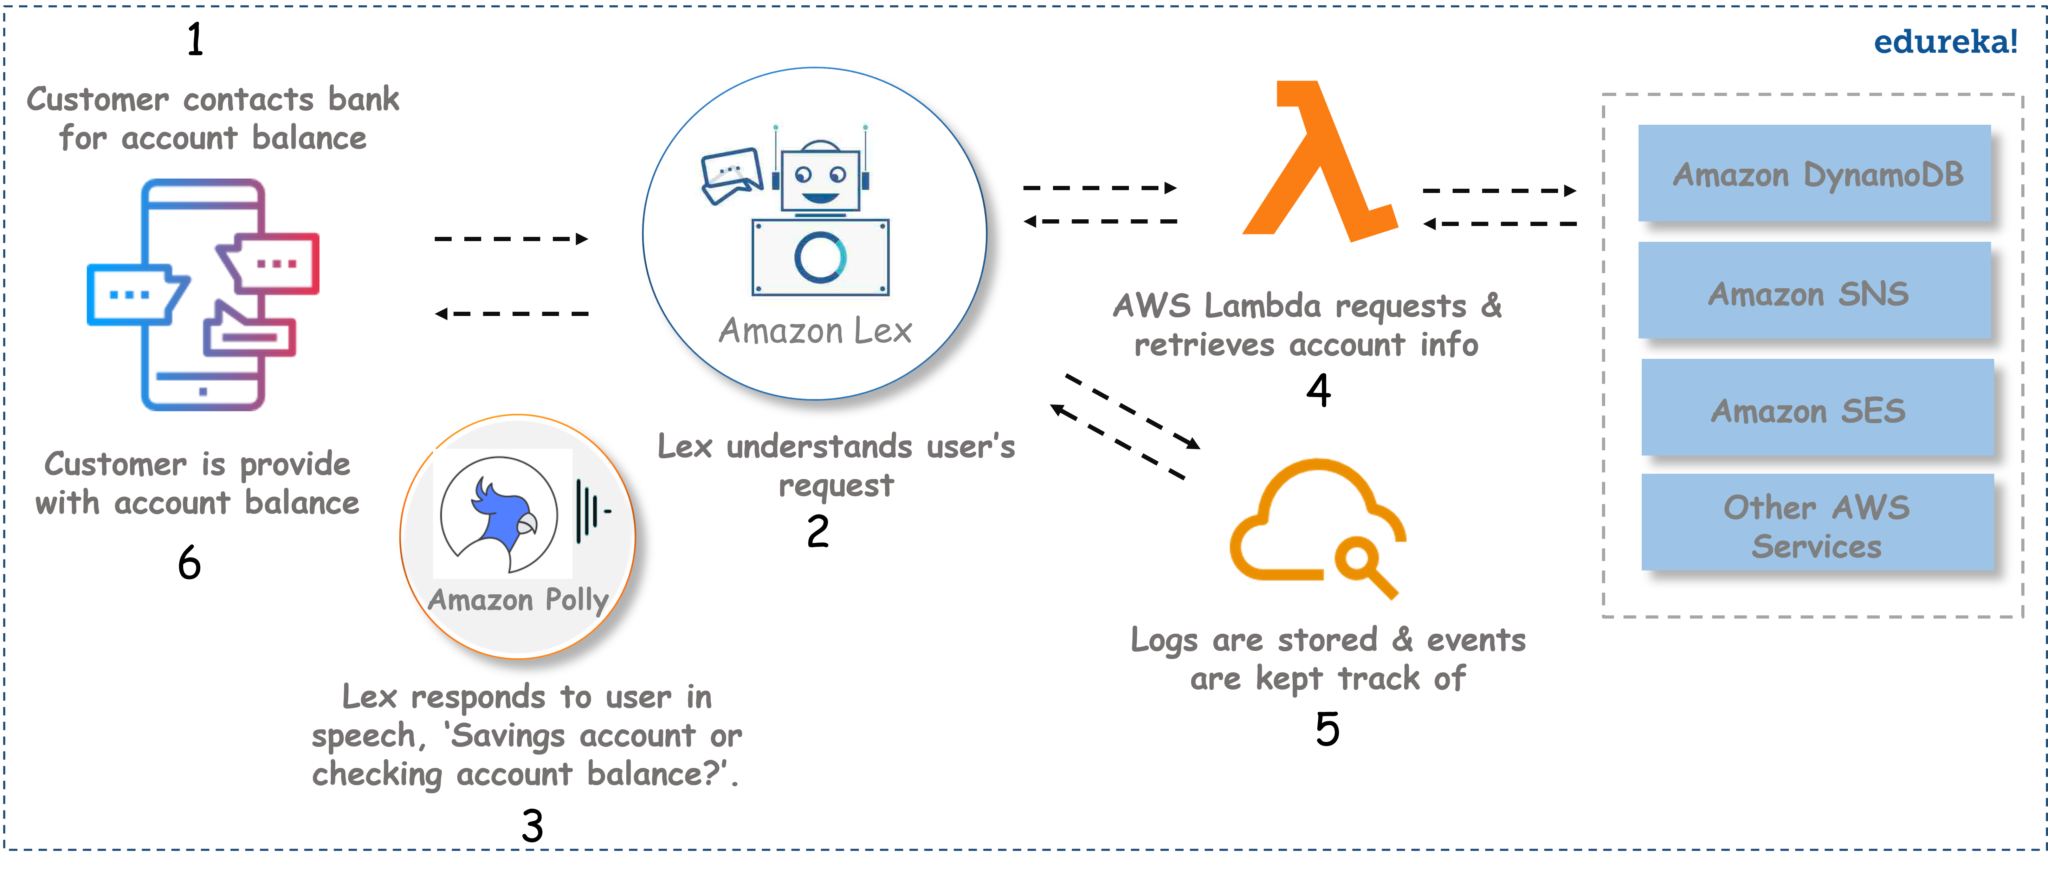 edureka!
1
Customer contacts bank
for account balance
Customer is provide
with account balance
6
Amazon Lex
Lex understands user's
request
2
Amazon Polly
Lex responds to user in
speech, 'Savings account or
checking account balance?'.
3
AWS Lambda requests &
retrieves account info
4
Logs are stored & events
are kept track of
5
Amazon DynamoDB
Amazon SNS
Amazon SES
Other AWS
Services